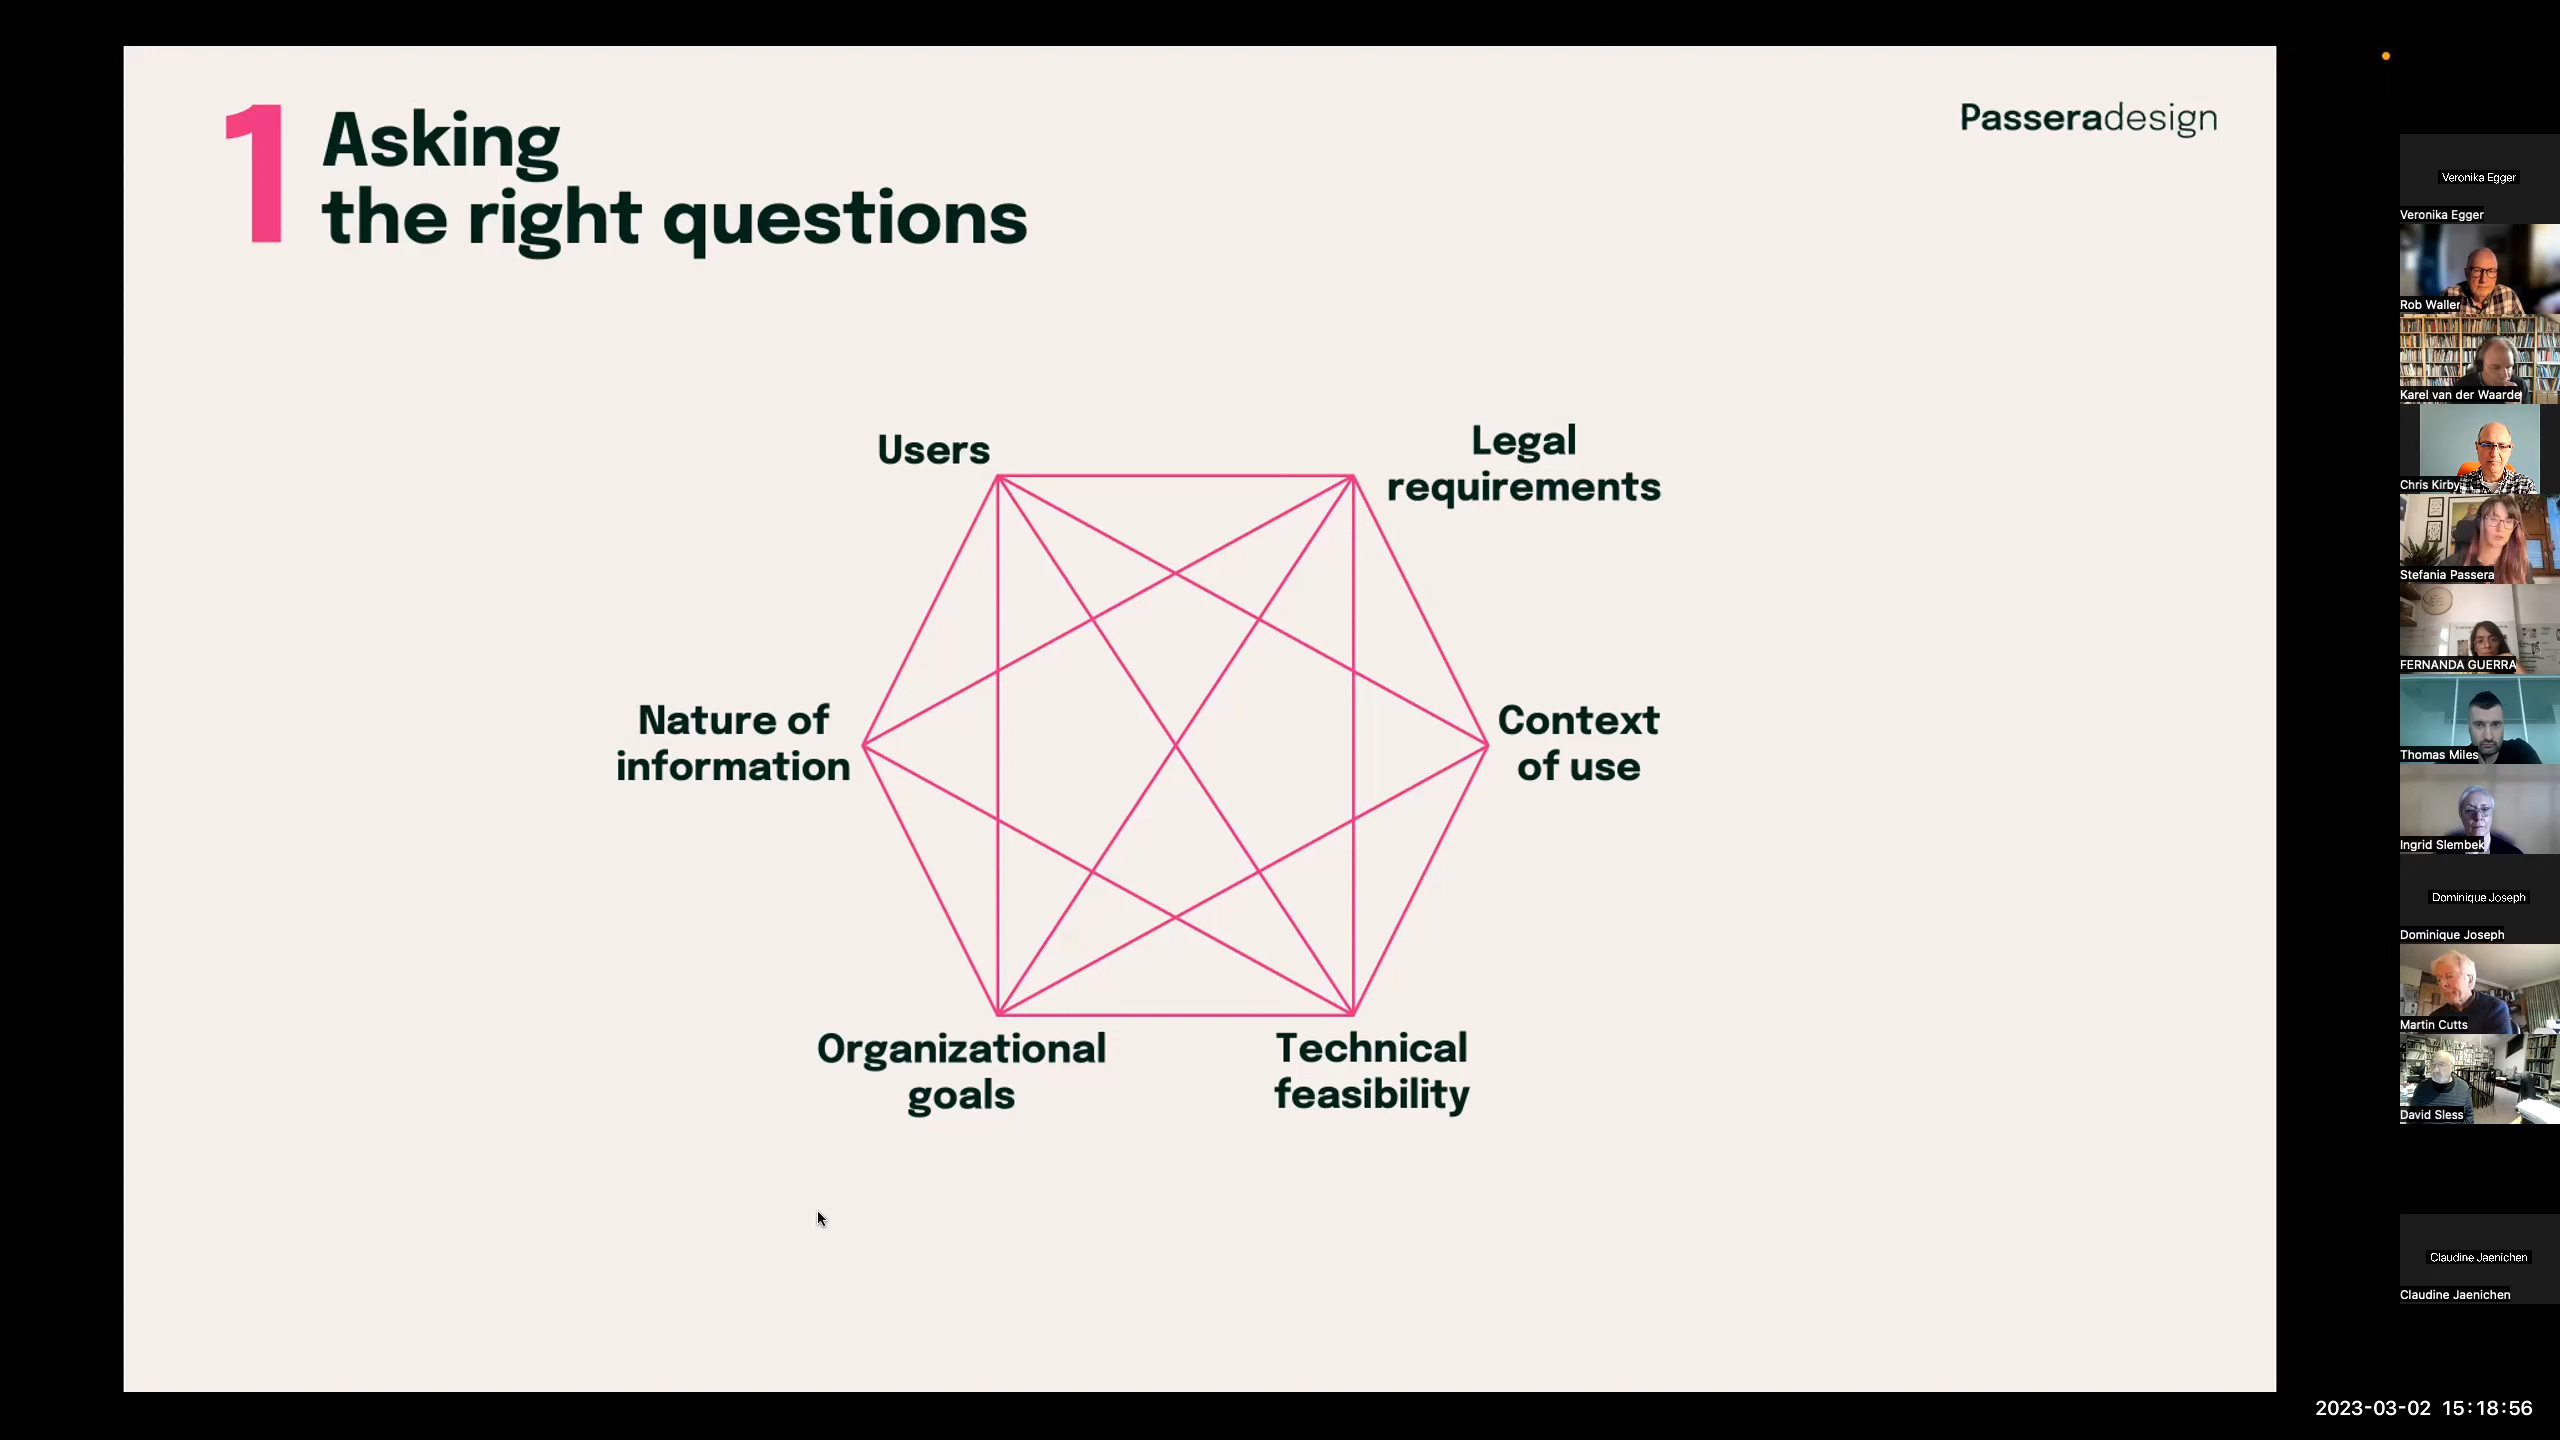 1 Asking
the right questions
Passeradesign
Users
Legal
requirements
Nature of
information
Context
of use
Organizational
goals
Technical
feasibility
Veronika Egger
Veronika Egger
Rob Waller
Karel van der Waarde
Chris Kirby
Stefania Passera
FERNANDA GUERRA
Thomas Miles
Ingrid Slembek
Dominique Joseph
Dominique Joseph
Martin Cutts
David Sless
Claudine Jaenichen
Claudine Jaenichen
2023-03-02 15:18:56